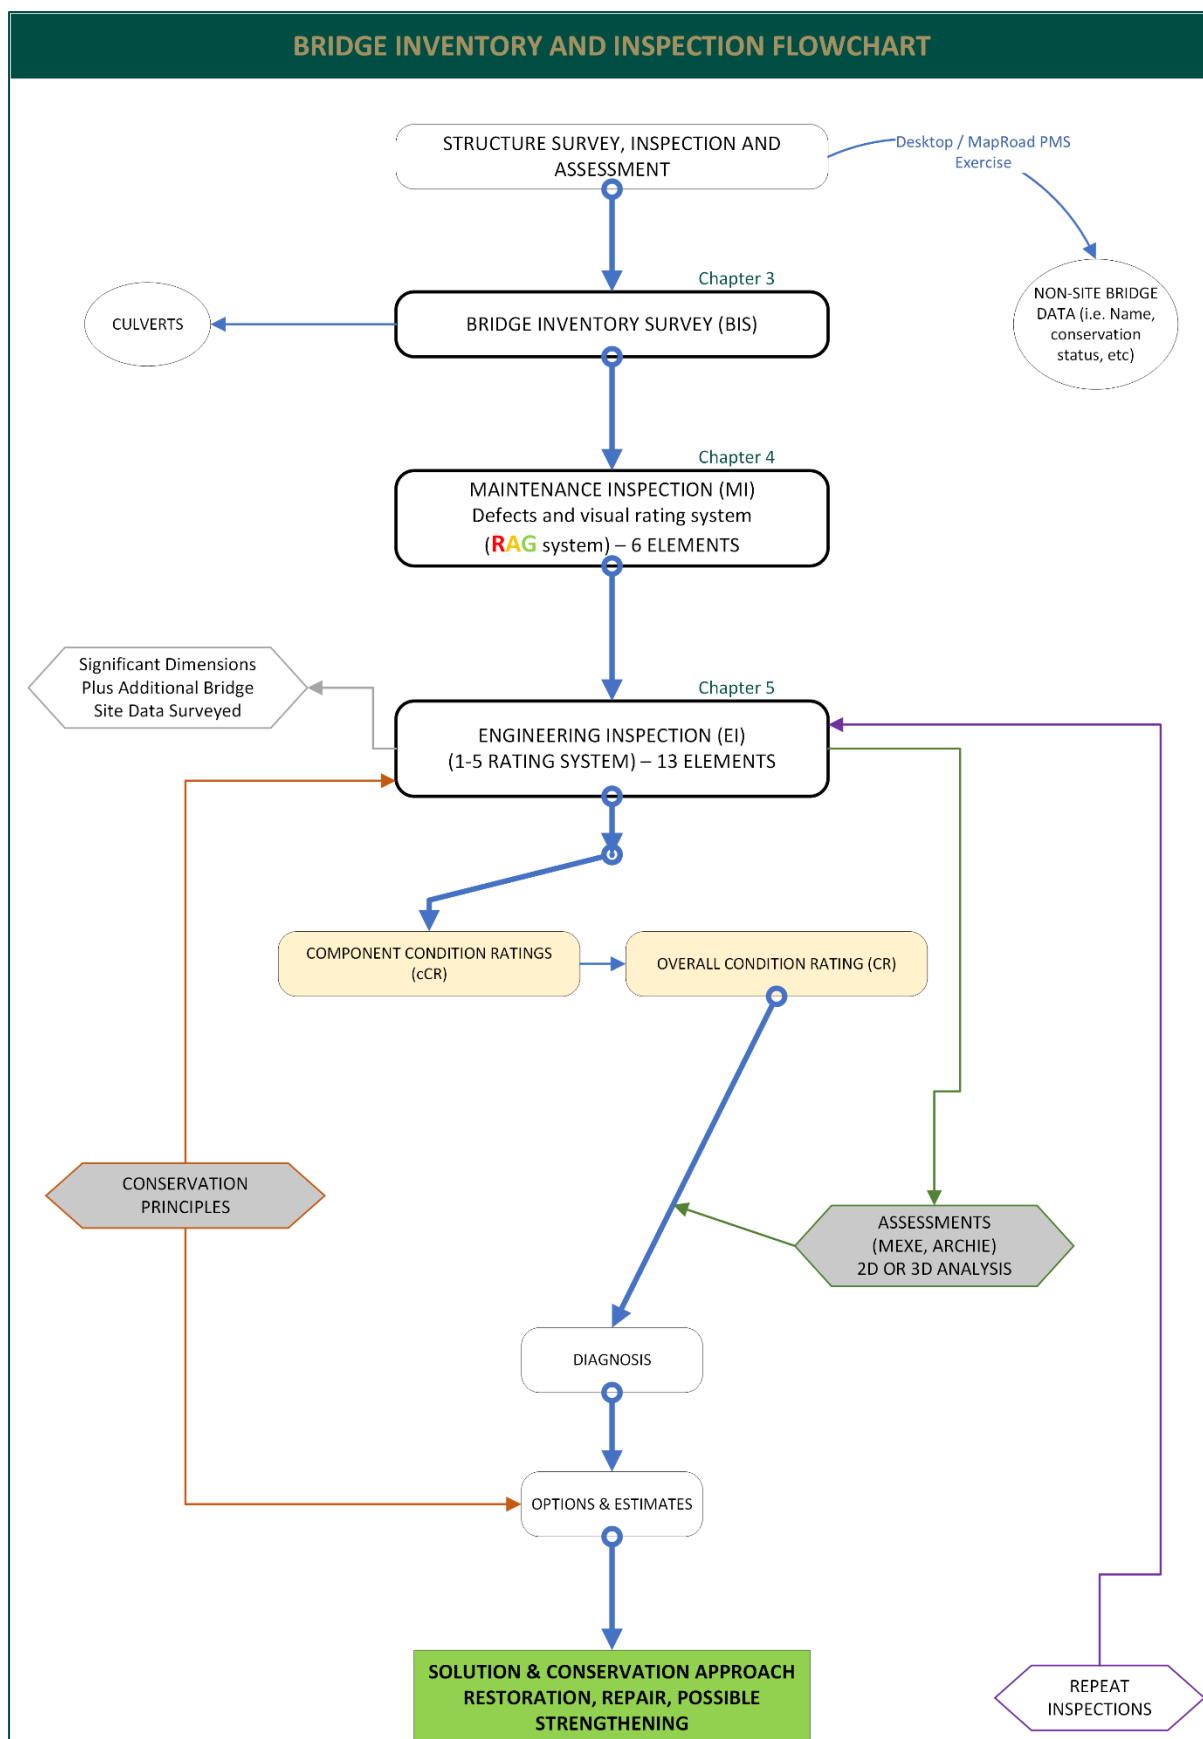 BRIDGE INVENTORY AND INSPECTION FLOWCHART
STRUCTURE SURVEY, INSPECTION AND
ASSESSMENT
Desktop / MapRoad PMS
Exercise
NON-SITE BRIDGE
DATA (i.e. Name,
conservation
status, etc)
Chapter 3
CULVERTS
BRIDGE INVENTORY SURVEY (BIS)
Chapter 4
MAINTENANCE INSPECTION (MI)
Defects and visual rating system
(RAG system) – 6 ELEMENTS
Significant Dimensions
Plus Additional Bridge
Site Data Surveyed
Chapter 5
ENGINEERING INSPECTION (EI)
(1-5 RATING SYSTEM) – 13 ELEMENTS
COMPONENT CONDITION RATINGS
(cCR)
OVERALL CONDITION RATING (CR)
CONSERVATION
PRINCIPLES
ASSESSMENTS
(MEXE, ARCHIE)
2D OR 3D ANALYSIS
DIAGNOSIS
OPTIONS & ESTIMATES
SOLUTION & CONSERVATION APPROACH
RESTORATION, REPAIR, POSSIBLE
STRENGTHENING
REPEAT
INSPECTIONS